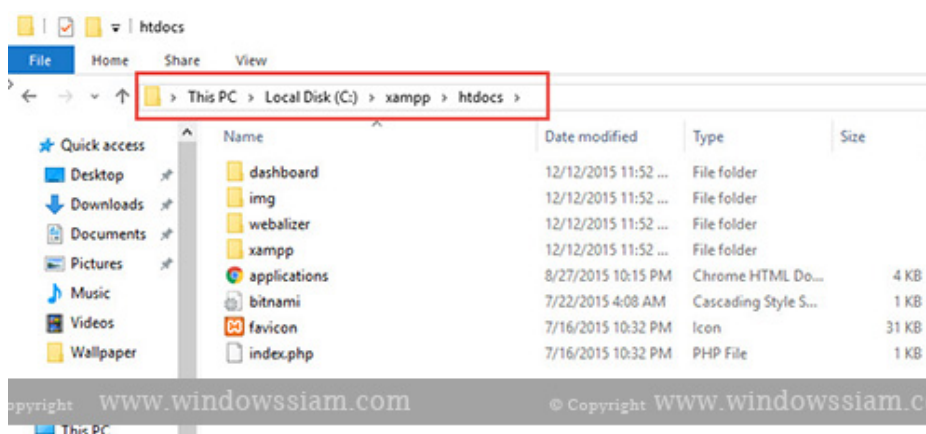 htdocs
File Home Share View
This PC > Local Disk (C:) > xampp > htdocs >
Name Date modified Type Size
Quick access
Desktop
Downloads
Documents
Pictures
Music
Videos
Wallpaper
dashboard 12/12/2015 11:52 ... File folder
img 12/12/2015 11:52 ... File folder
webalizer 12/12/2015 11:52 ... File folder
xampp 12/12/2015 11:52 ... File folder
applications 8/27/2015 10:15 PM Chrome HTML Do... 4 KB
bitnami 7/22/2015 4:08 AM Cascading Style S... 1 KB
favicon 7/16/2015 10:32 PM Icon 31 KB
index.php 7/16/2015 10:32 PM PHP File 1 KB
opyright www.windowssiam.com © Copyright www.windowssiam.c
This PC